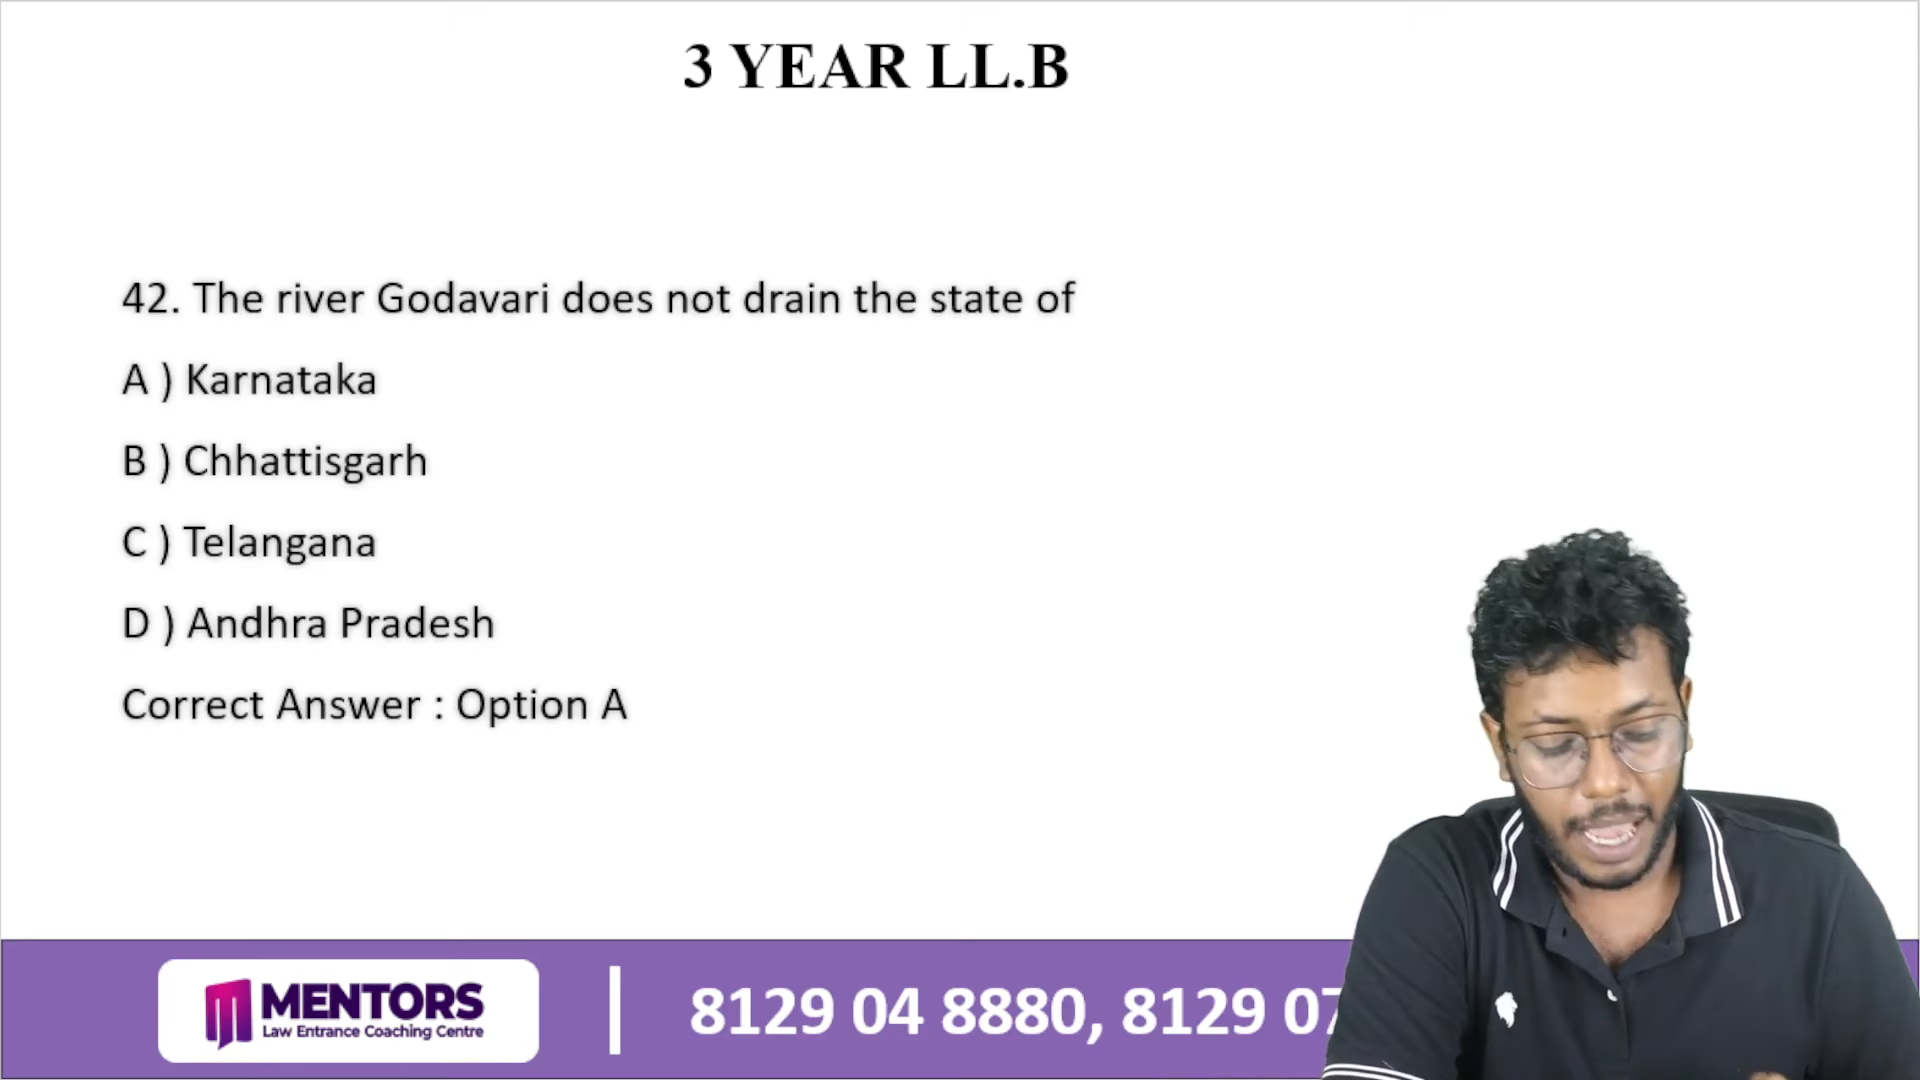 3 YEAR LL.B
42. The river Godavari does not drain the state of
A ) Karnataka
B ) Chhattisgarh
C ) Telangana
D ) Andhra Pradesh
Correct Answer : Option A
MENTORS
Law Entrance Coaching Centre
8129 04 8880, 8129 07